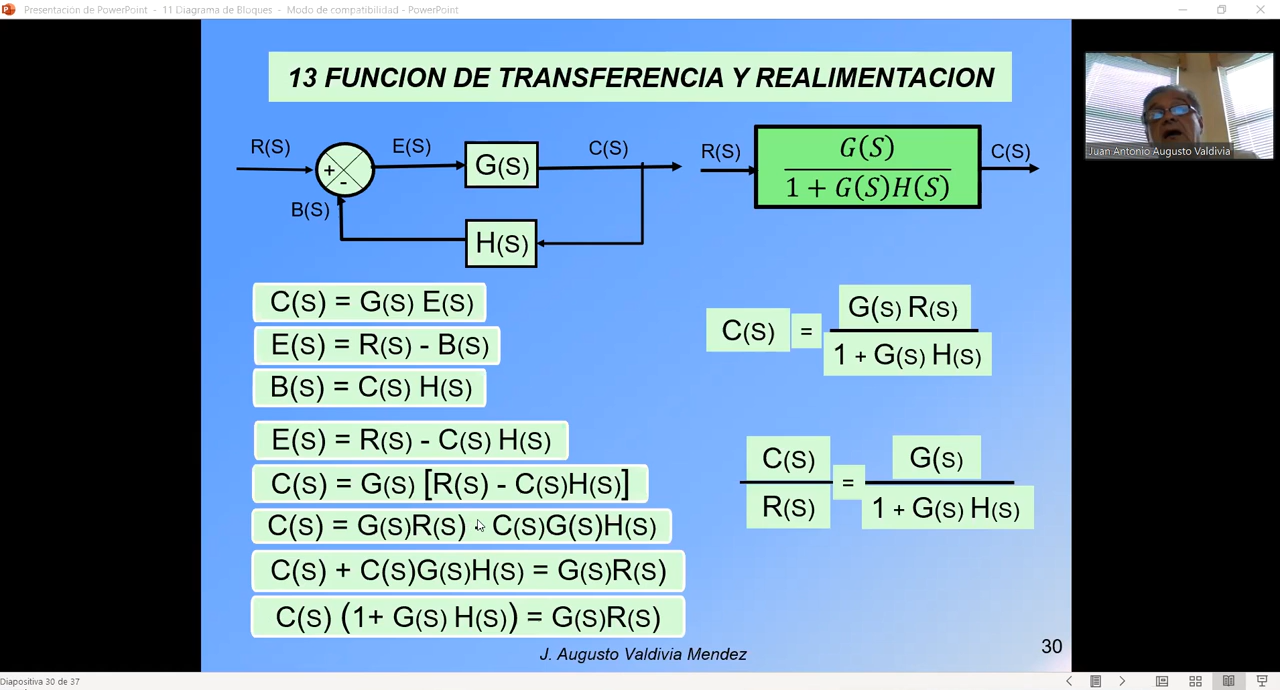 Presentación de PowerPoint - 11 Diagrama de Bloques - Modo de compatibilidad - PowerPoint
13 FUNCION DE TRANSFERENCIA Y REALIMENTACION
R(S)
+
-
E(S)
G(S)
C(S)
B(S)
H(S)
R(S)
G(S)
1 + G(S)H(S)
C(S)
C(S) = G(S) E(S)
E(S) = R(S) - B(S)
B(S) = C(S) H(S)
E(S) = R(S) - C(S) H(S)
C(S) = G(S) [R(S) - C(S)H(S)]
C(S) = G(S)R(S) - C(S)G(S)H(S)
C(S) + C(S)G(S)H(S) = G(S)R(S)
C(S) (1+ G(S) H(S)) = G(S)R(S)
C(S) =
G(S) R(S)
1 + G(S) H(S)
C(S)
R(S)
=
G(S)
1 + G(S) H(S)
J. Augusto Valdivia Mendez
30
Juan Antonio Augusto Valdivia
Diapositiva 30 de 37